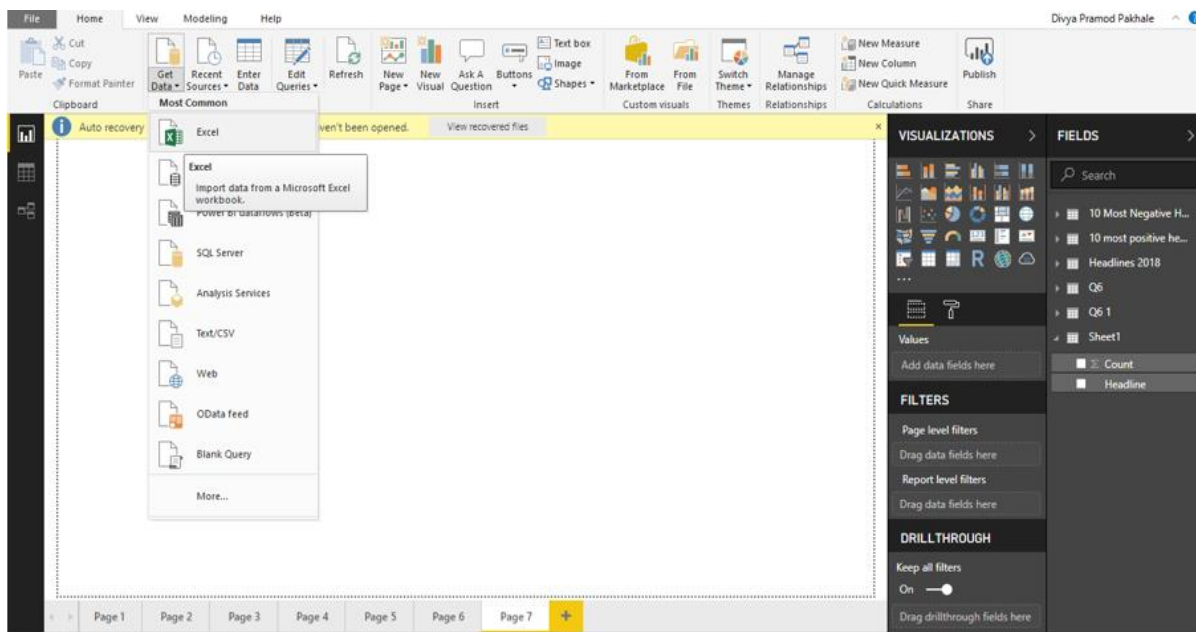 File Home View Modeling Help Divya Pramod Pakhale
Cut
Copy
Format Painter
Paste
Clipboard
Get Data
Recent Sources
Enter Data
Edit Queries
Refresh
New Page
New Visual
Ask A Question
Buttons
Text box
Image
Shapes
Insert
From Marketplace
From File
Custom visuals
Switch Theme
Themes
Manage Relationships
Relationships
New Measure
New Column
New Quick Measure
Calculations
Publish
Share
Most Common
Excel
Excel
Import data from a Microsoft Excel
workbook.
Power BI dataflows (Beta)
SQL Server
Analysis Services
Text/CSV
Web
OData feed
Blank Query
More...
Auto recovery
ven't been opened.
View recovered files
VISUALIZATIONS
R
Values
Add data fields here
FILTERS
Page level filters
Drag data fields here
Report level filters
Drag data fields here
DRILLTHROUGH
Keep all filters
On
Drag drillthrough fields here
FIELDS
Search
10 Most Negative H...
10 most positive he...
Headlines 2018
Q6
Q6 1
Sheet1
Σ Count
Headline
Page 1 Page 2 Page 3 Page 4 Page 5 Page 6 Page 7 +